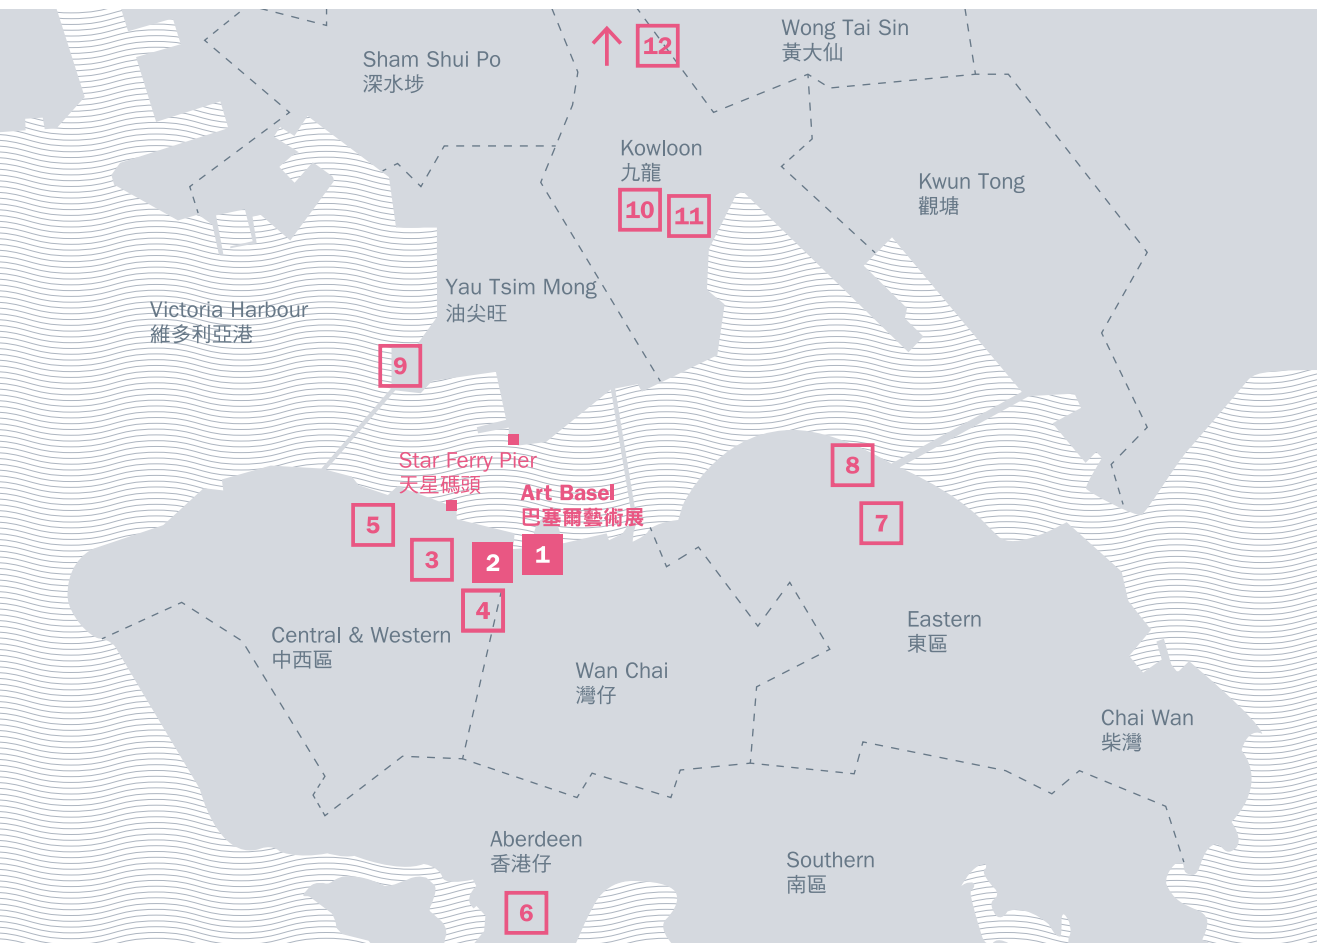 Wong Tai Sin
黃大仙
12
Sham Shui Po
深水埗
Kowloon
九龍
Kwun Tong
觀塘
10
11
Yau Tsim Mong
油尖旺
Victoria Harbour
維多利亞港
9
Star Ferry Pier
天星碼頭
8
Art Basel
巴塞爾藝術展
5
7
3
2
1
4
Central & Western
中西區
Eastern
東區
Wan Chai
灣仔
Chai Wan
柴灣
Aberdeen
香港仔
Southern
南區
6